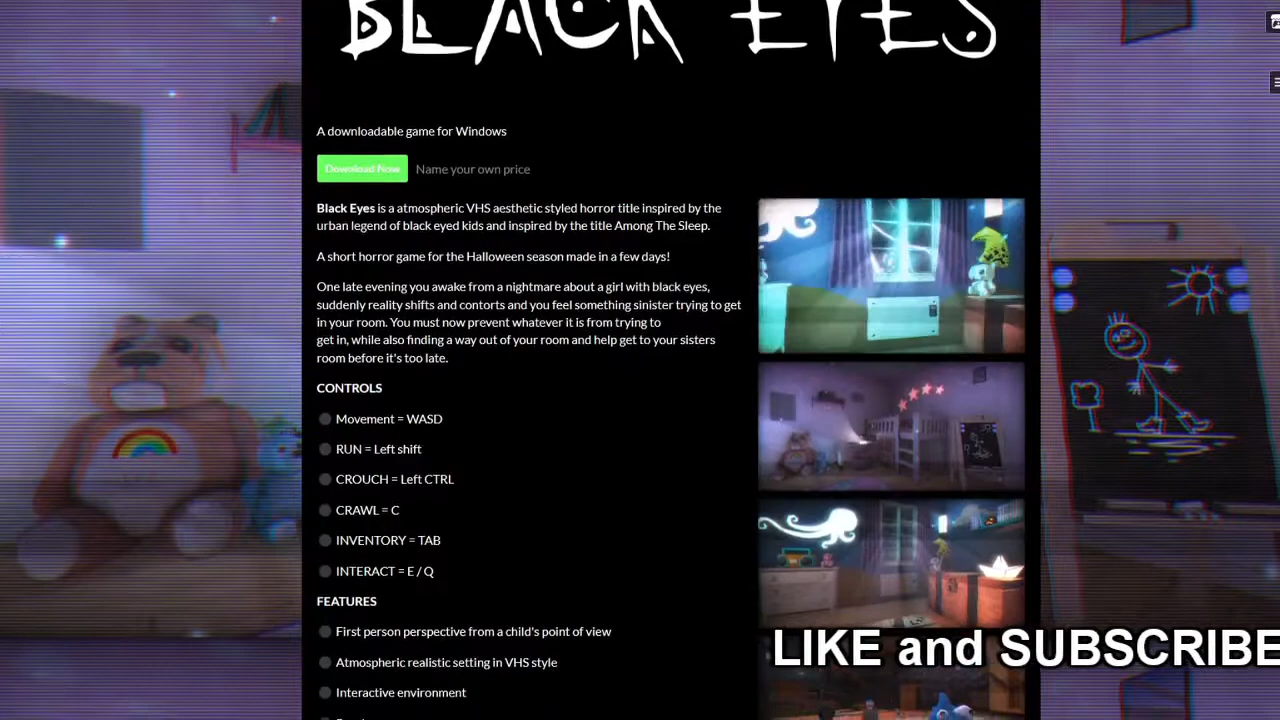 BLACK EYES
A downloadable game for Windows
Download Now Name your own price
Black Eyes is a atmospheric VHS aesthetic styled horror title inspired by the
urban legend of black eyed kids and inspired by the title Among The Sleep.
A short horror game for the Halloween season made in a few days!
One late evening you awake from a nightmare about a girl with black eyes,
suddenly reality shifts and contorts and you feel something sinister trying to get
in your room. You must now prevent whatever it is from trying to
get in while also finding a way out of your room and help get to your sisters
room before it's too late.
CONTROLS
Movement = WASD
RUN = Left shift
CROUCH = Left CTRL
CRAWL = C
INVENTORY = TAB
INTERACT = E / Q
FEATURES
First person perspective from a child's point of view
Atmospheric realistic setting in VHS style
Interactive environment
LIKE and SUBSCRIBE